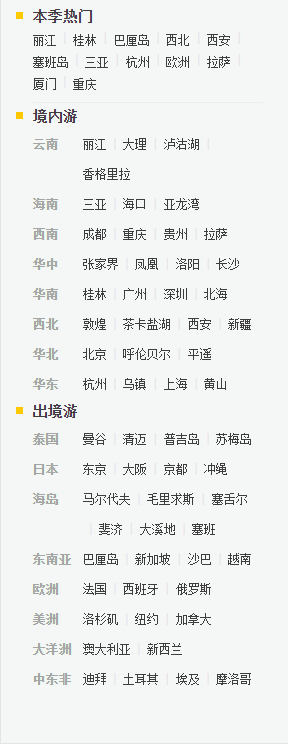 本季热门
丽江 桂林 巴厘岛 西北 西安
塞班岛 三亚 杭州 欧洲 拉萨
厦门 重庆
境内游
云南 丽江 大理 泸沽湖
香格里拉
海南 三亚 海口 亚龙湾
西南 成都 重庆 贵州 拉萨
华中 张家界 凤凰 洛阳 长沙
华南 桂林 广州 深圳 北海
西北 敦煌 茶卡盐湖 西安 新疆
华北 北京 呼伦贝尔 平遥
华东 杭州 乌镇 上海 黄山
出境游
泰国 曼谷 清迈 普吉岛 苏梅岛
日本 东京 大阪 京都 冲绳
海岛 马尔代夫 毛里求斯 塞舌尔
斐济 大溪地 塞班
东南亚 巴厘岛 新加坡 沙巴 越南
欧洲 法国 西班牙 俄罗斯
美洲 洛杉矶 纽约 加拿大
大洋洲 澳大利亚 新西兰
中东非 迪拜 土耳其 埃及 摩洛哥